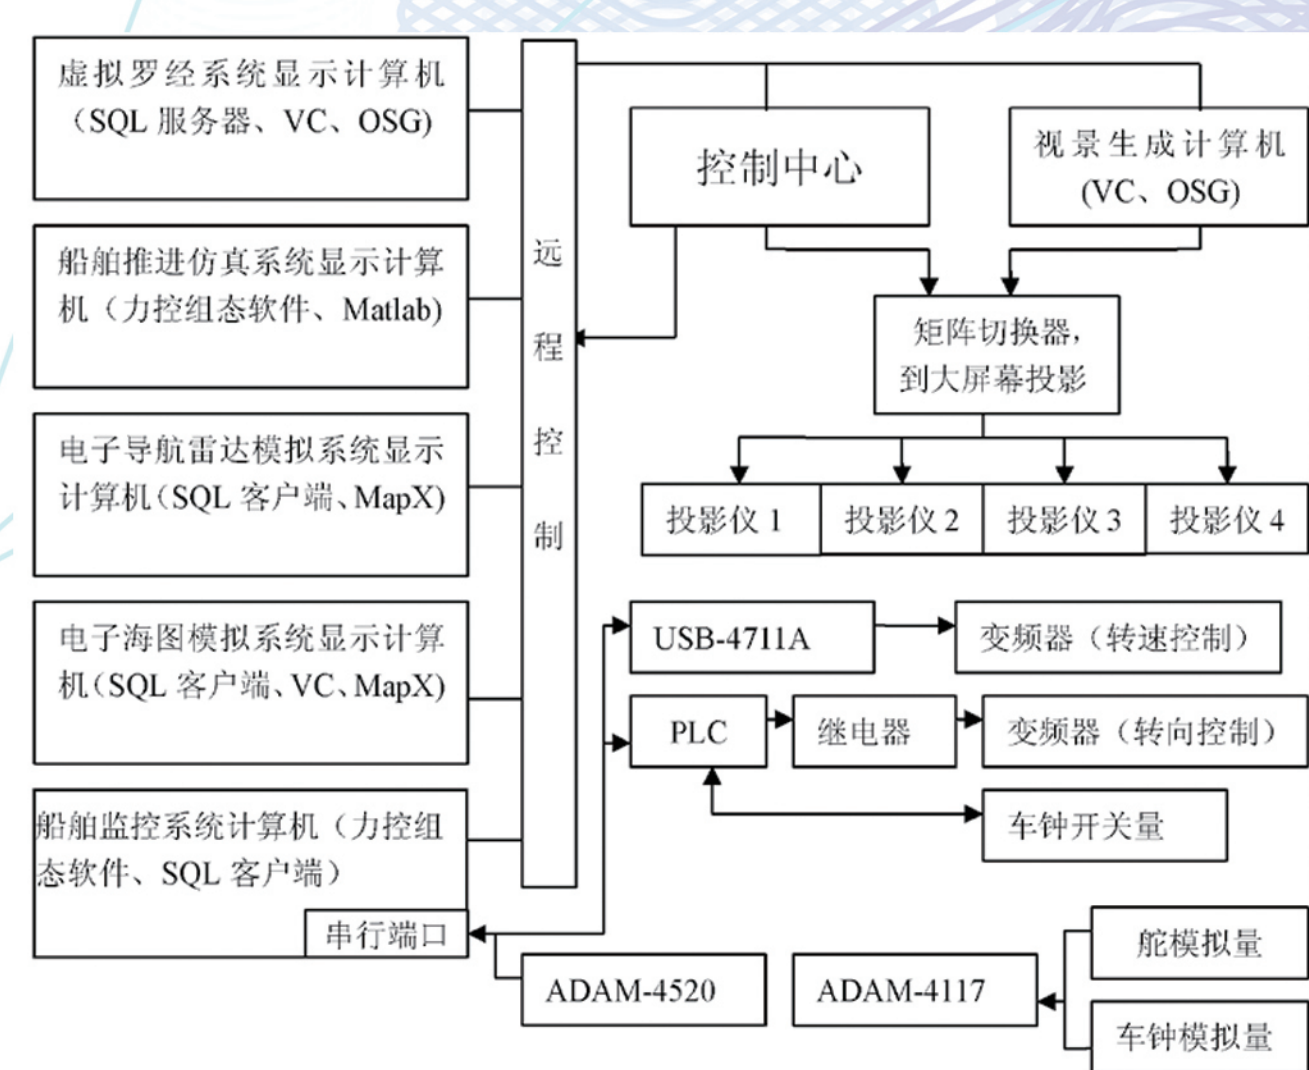 虚拟罗经系统显示计算机
（SQL 服务器、VC、OSG)
船舶推进仿真系统显示计算
机（力控组态软件、Matlab)
电子导航雷达模拟系统显示
计算机（SQL 客户端、MapX)
电子海图模拟系统显示计算
机（SQL 客户端、VC、MapX)
船舶监控系统计算机（力控组
态软件、SQL 客户端）
串行端口
远
程
控
制
控制中心
视景生成计算机
(VC、OSG)
矩阵切换器，
到大屏幕投影
投影仪 1
投影仪 2
投影仪 3
投影仪 4
USB-4711A
变频器（转速控制）
PLC
继电器
变频器（转向控制）
车钟开关量
ADAM-4520
ADAM-4117
舵模拟量
车钟模拟量